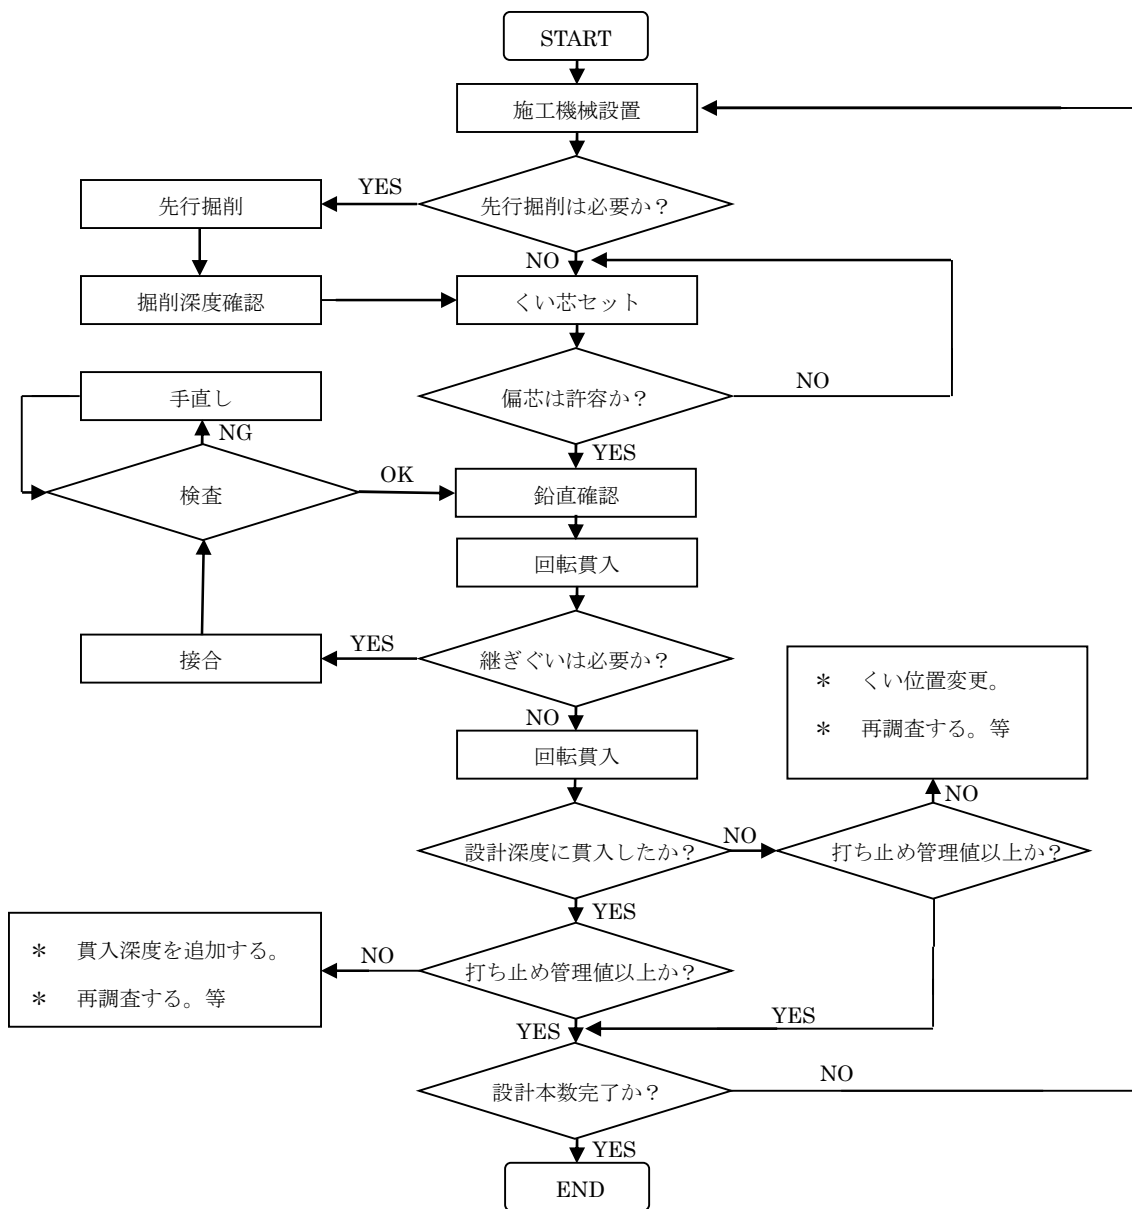 START
施工機械設置
YES
先行掘削
先行掘削は必要か？
NO
掘削深度確認
くい芯セット
手直し
偏芯は許容か？
NO
NG
YES
OK
検査
鉛直確認
回転貫入
接合
YES
継ぎぐいは必要か？
＊ くい位置変更。
＊ 再調査する。等
NO
回転貫入
NO
設計深度に貫入したか？
NO
打ち止め管理値以上か？
YES
＊ 貫入深度を追加する。
＊ 再調査する。等
NO
打ち止め管理値以上か？
YES
YES
設計本数完了か？
NO
YES
END